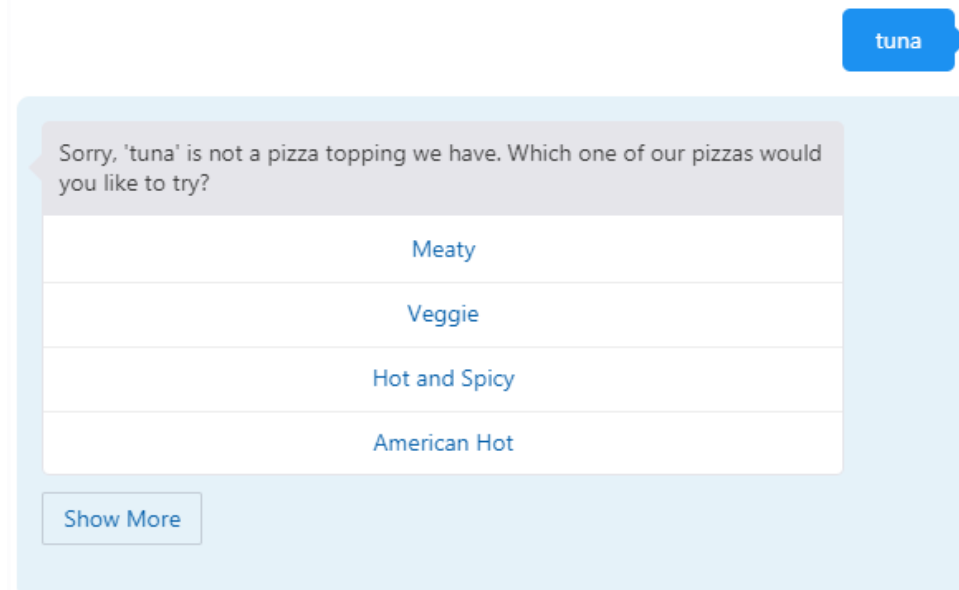 tuna
Sorry, 'tuna' is not a pizza topping we have. Which one of our pizzas would
you like to try?
Meaty
Veggie
Hot and Spicy
American Hot
Show More